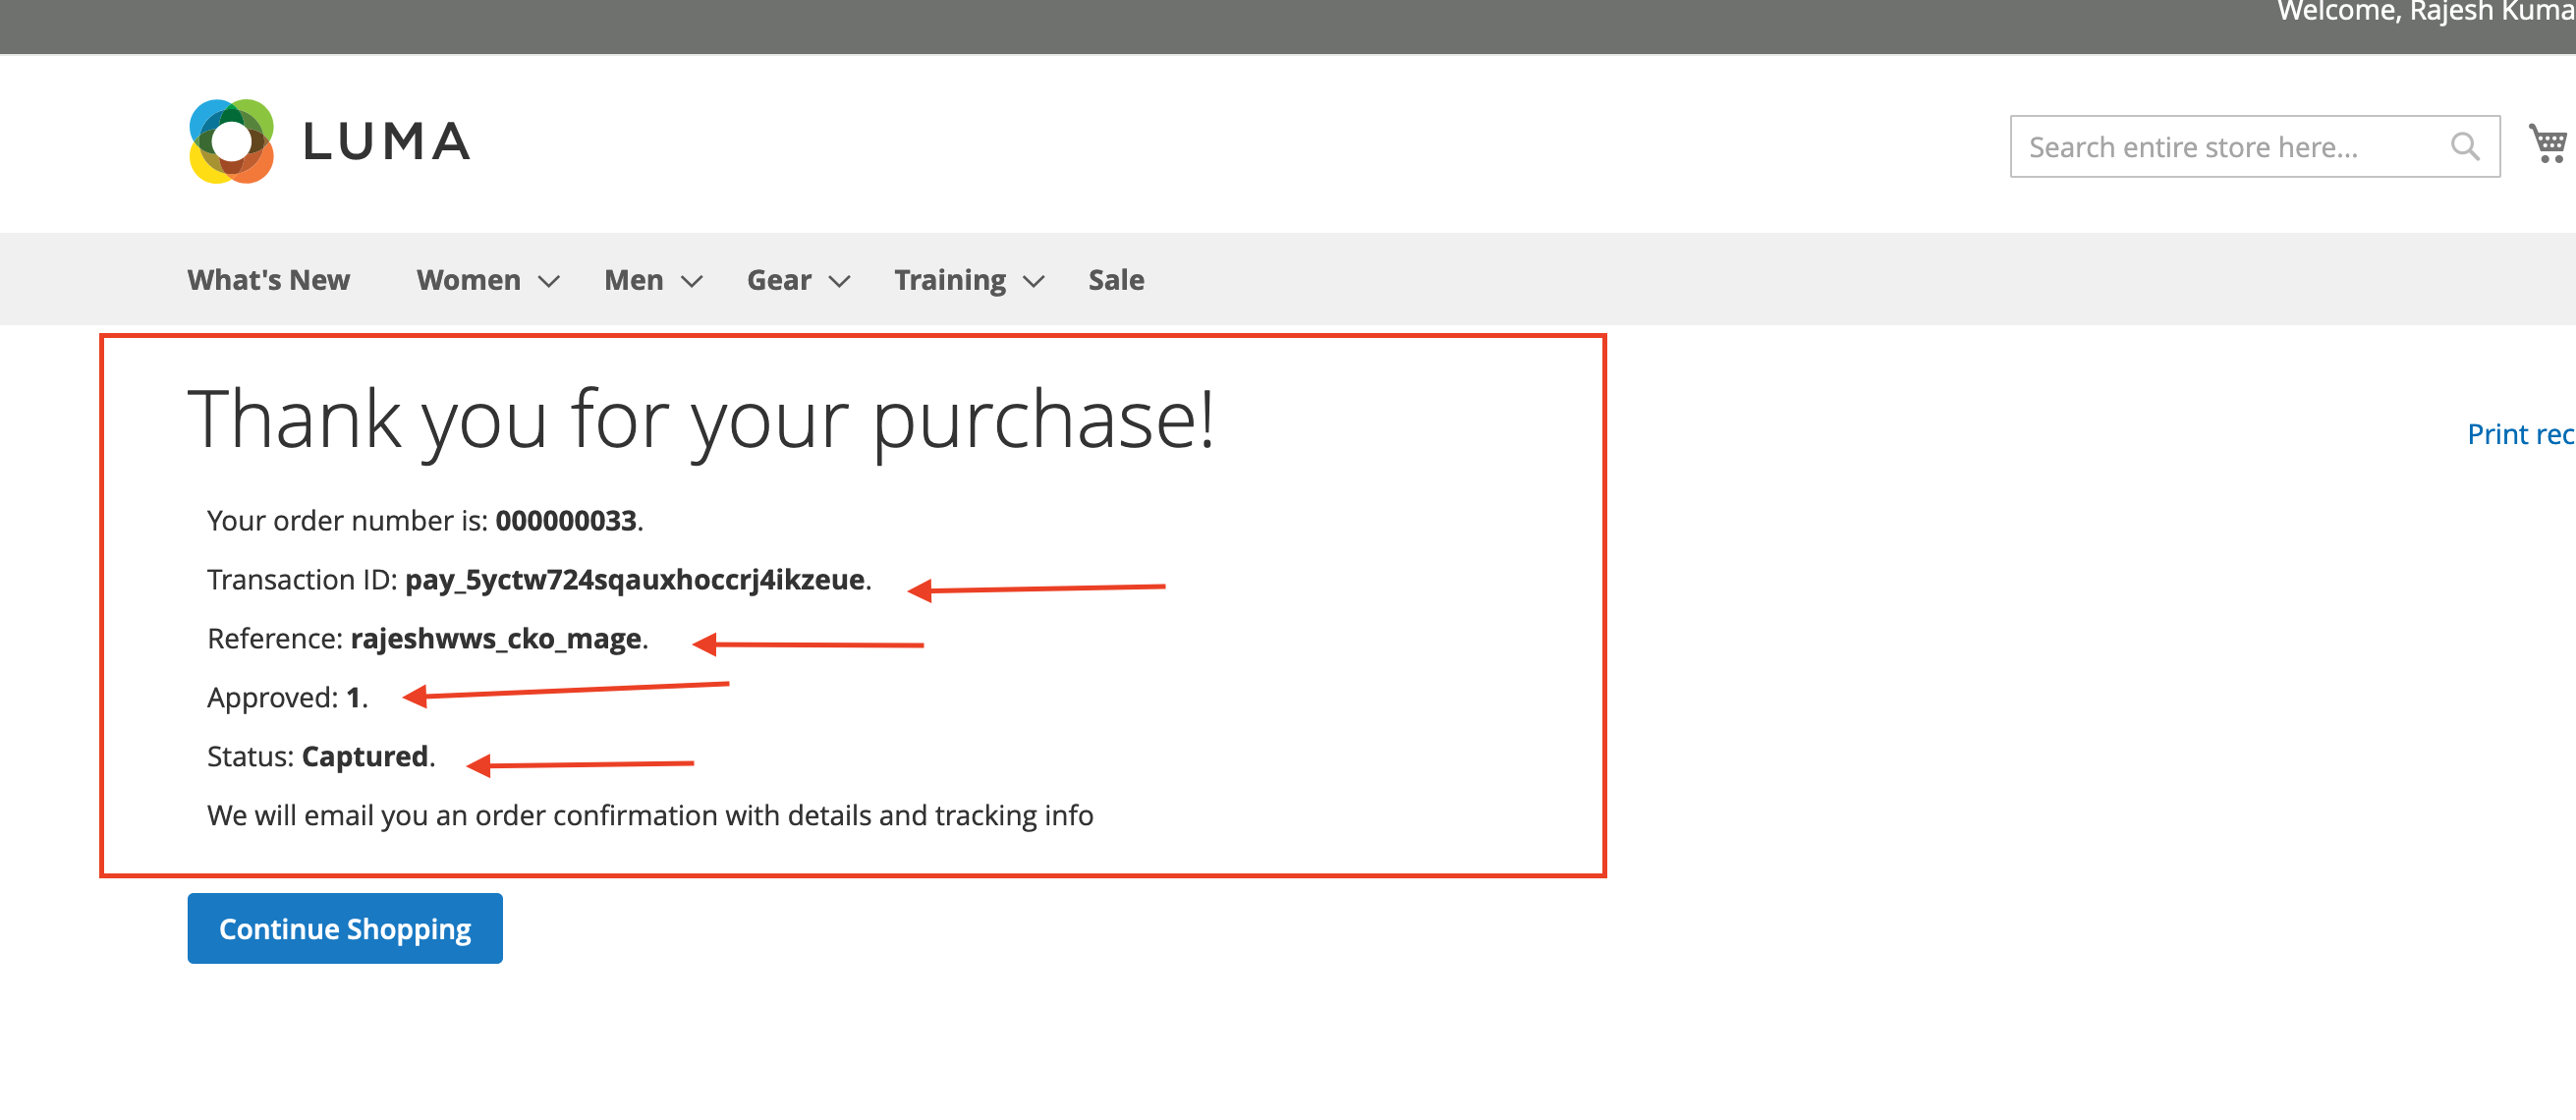 Welcome, Rajesh Kuma
LUMA
Search entire store here...
What's New Women Men Gear Training Sale
Thank you for your purchase!
Print rec
Your order number is: 000000033.
Transaction ID: pay_5yctw724sqauxhoccrj4ikzeue.
Reference: rajeshwws_cko_mage.
Approved: 1.
Status: Captured.
We will email you an order confirmation with details and tracking info
Continue Shopping